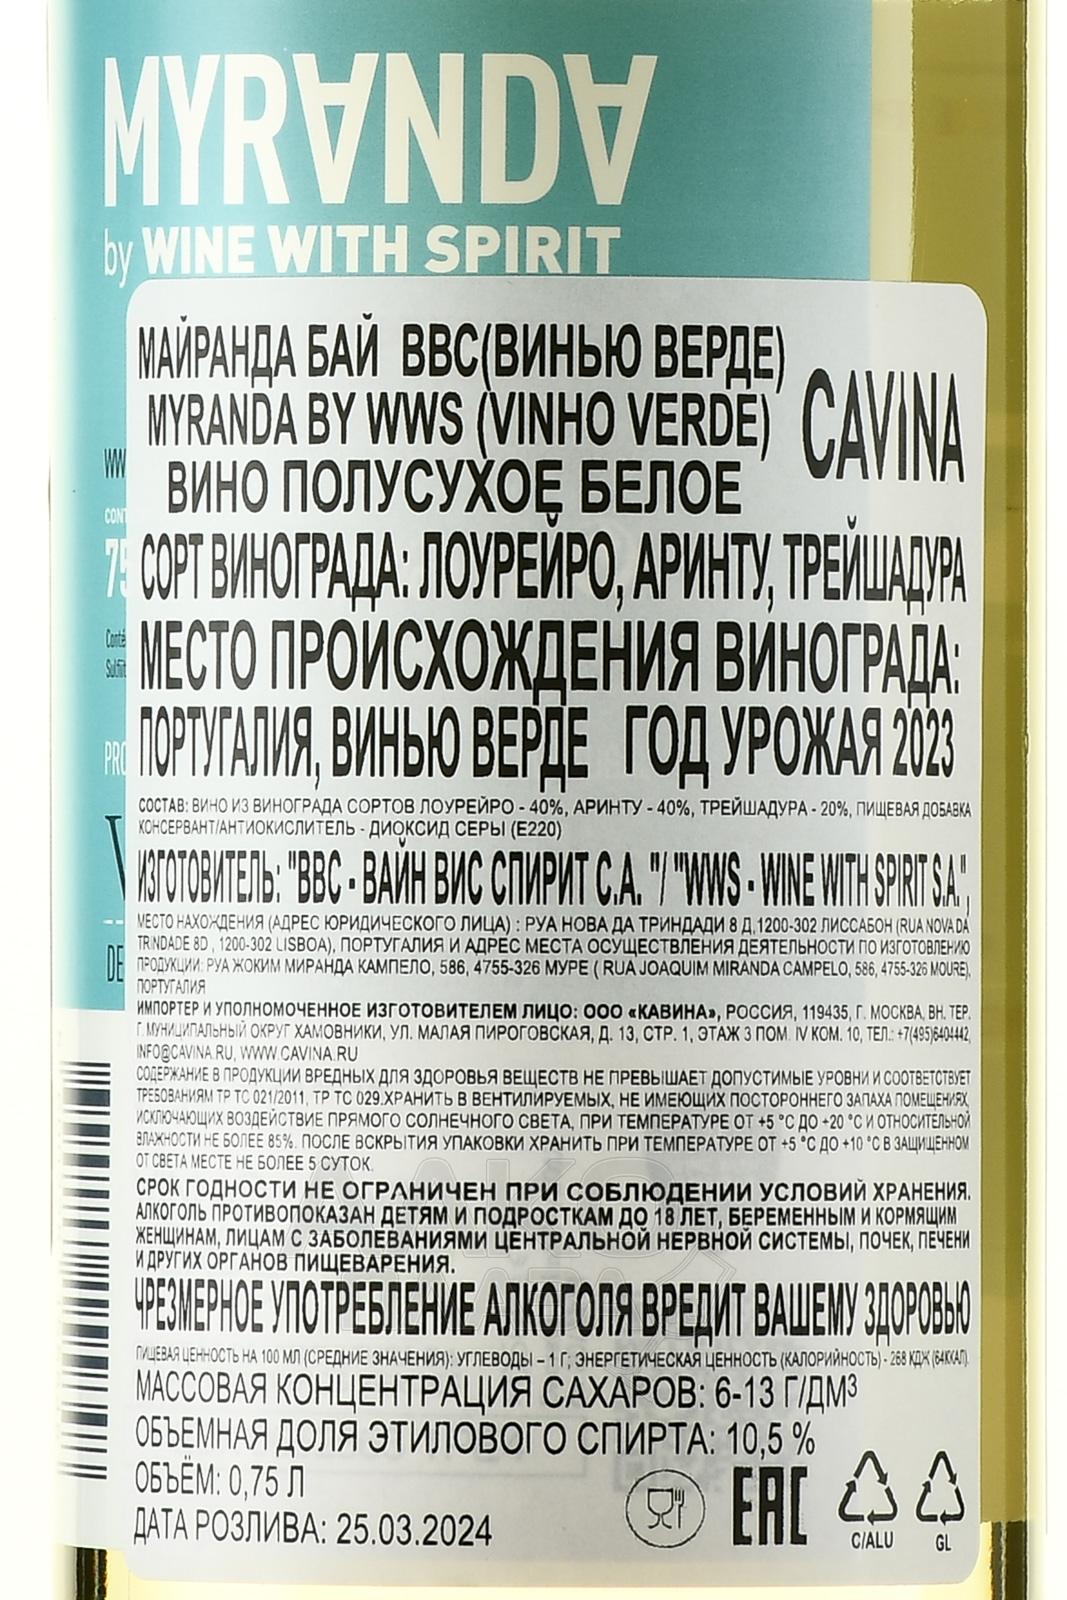 MYRANDA
by WINE WITH SPIRIT
МАЙРАНДА БАЙ ВВС(ВИНЬЮ ВЕРДЕ)
MYRANDA BY WWS (VINHO VERDE)
CAVINA
ВИНО ПОЛУСУХОЕ БЕЛОЕ
СОРТ ВИНОГРАДА: ЛОУРЕЙРО, АРИНТУ, ТРЕЙШАДУРА
МЕСТО ПРОИСХОЖДЕНИЯ ВИНОГРАДА:
ПОРТУГАЛИЯ, ВИНЬЮ ВЕРДЕ ГОД УРОЖАЯ 2023
СОСТАВ: ВИНО ИЗ ВИНОГРАДА СОРТОВ ЛОУРЕЙРО - 40%, АРИНТУ - 40%, ТРЕЙШАДУРА - 20%, ПИЩЕВАЯ ДОБАВКА
КОНСЕРВАНТ/АНТИОКИСЛИТЕЛЬ - ДИОКСИД СЕРЫ (Е220)
ИЗГОТОВИТЕЛЬ: "ВВС - ВАЙН ВИС СПИРИТ С.А. "/ "WWS - WINE WITH SPIRIT S.A.",
МЕСТО НАХОЖДЕНИЯ (АДРЕС ЮРИДИЧЕСКОГО ЛИЦА) : РУА НОВА ДА ТРИНДАДИ 8 Д,1200-302 ЛИССАБОН (RUA NOVA DA
TRINDADE 8D , 1200-302 LISBOA), ПОРТУГАЛИЯ И АДРЕС МЕСТА ОСУЩЕСТВЛЕНИЯ ДЕЯТЕЛЬНОСТИ ПО ИЗГОТОВЛЕНИЮ
ПРОДУКЦИИ: РУА ЖОКИМ МИРАНДА КАМПЕЛО, 586, 4755-326 МУРЕ ( RUA JOAQUIM MIRANDA CAMPELO, 586, 4755-326 MOURE),
ПОРТУГАЛИЯ
ИМПОРТЕР И УПОЛНОМОЧЕННОЕ ИЗГОТОВИТЕЛЕМ ЛИЦО: ООО «КАВИНА», РОССИЯ, 119435, Г. МОСКВА, ВН. ТЕР.
Г. МУНИЦИПАЛЬНЫЙ ОКРУГ ХАМОВНИКИ, УЛ. МАЛАЯ ПИРОГОВСКАЯ, Д. 13, СТР. 1, ЭТАЖ 3 ПОМ. IV КОМ. 10, ТЕЛ.: +7(495)6404442,
INFO@CAVINA.RU, WWW.CAVINA.RU
СОДЕРЖАНИЕ В ПРОДУКЦИИ ВРЕДНЫХ ДЛЯ ЗДОРОВЬЯ ВЕЩЕСТВ НЕ ПРЕВЫШАЕТ ДОПУСТИМЫЕ УРОВНИ И СООТВЕТСТВУЕТ
ТРЕБОВАНИЯМ ТР ТС 021/2011, ТР ТС 029.ХРАНИТЬ В ВЕНТИЛИРУЕМЫХ, НЕ ИМЕЮЩИХ ПОСТОРОННЕГО ЗАПАХА ПОМЕЩЕНИЯХ,
ИСКЛЮЧАЮЩИХ ВОЗДЕЙСТВИЕ ПРЯМОГО СОЛНЕЧНОГО СВЕТА, ПРИ ТЕМПЕРАТУРЕ ОТ +5 °С ДО +20 °С И ОТНОСИТЕЛЬНОЙ
ВЛАЖНОСТИ НЕ БОЛЕЕ 85%. ПОСЛЕ ВСКРЫТИЯ УПАКОВКИ ХРАНИТЬ ПРИ ТЕМПЕРАТУРЕ ОТ +5 °С ДО +10 °С В ЗАЩИЩЕННОМ
ОТ СВЕТА МЕСТЕ НЕ БОЛЕЕ 5 СУТОК.
СРОК ГОДНОСТИ НЕ ОГРАНИЧЕН ПРИ СОБЛЮДЕНИИ УСЛОВИЙ ХРАНЕНИЯ.
АЛКОГОЛЬ ПРОТИВОПОКАЗАН ДЕТЯМ И ПОДРОСТКАМ ДО 18 ЛЕТ, БЕРЕМЕННЫМ И КОРМЯЩИМ
ЖЕНЩИНАМ, ЛИЦАМ С ЗАБОЛЕВАНИЯМИ ЦЕНТРАЛЬНОЙ НЕРВНОЙ СИСТЕМЫ, ПОЧЕК, ПЕЧЕНИ
И ДРУГИХ ОРГАНОВ ПИЩЕВАРЕНИЯ.
ЧРЕЗМЕРНОЕ УПОТРЕБЛЕНИЕ АЛКОГОЛЯ ВРЕДИТ ВАШЕМУ ЗДОРОВЬЮ
ПИЩЕВАЯ ЦЕННОСТЬ НА 100 МЛ (СРЕДНИЕ ЗНАЧЕНИЯ): УГЛЕВОДЫ – 1 Г; ЭНЕРГЕТИЧЕСКАЯ ЦЕННОСТЬ (КАЛОРИЙНОСТЬ) - 268 КДЖ (64ККАЛ).
МАССОВАЯ КОНЦЕНТРАЦИЯ САХАРОВ: 6-13 Г/ДМ³
ОБЪЕМНАЯ ДОЛЯ ЭТИЛОВОГО СПИРТА: 10,5 %
ОБЪЁМ: 0,75 Л
ДАТА РОЗЛИВА: 25.03.2024
EAC
C/ALU
GL